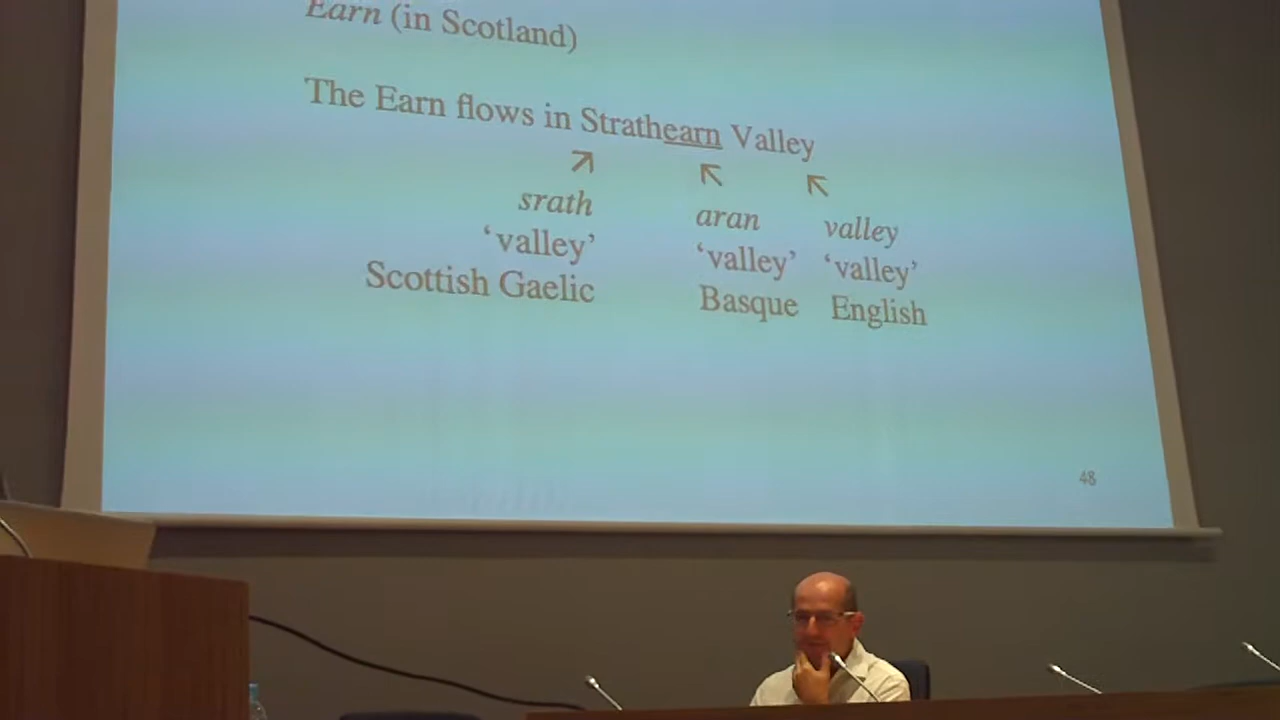 Earn (in Scotland)
The Earn flows in Strathearn Valley
↗ ↖ ↖
srath aran valley
‘valley’ ‘valley’ ‘valley’
Scottish Gaelic Basque English
48